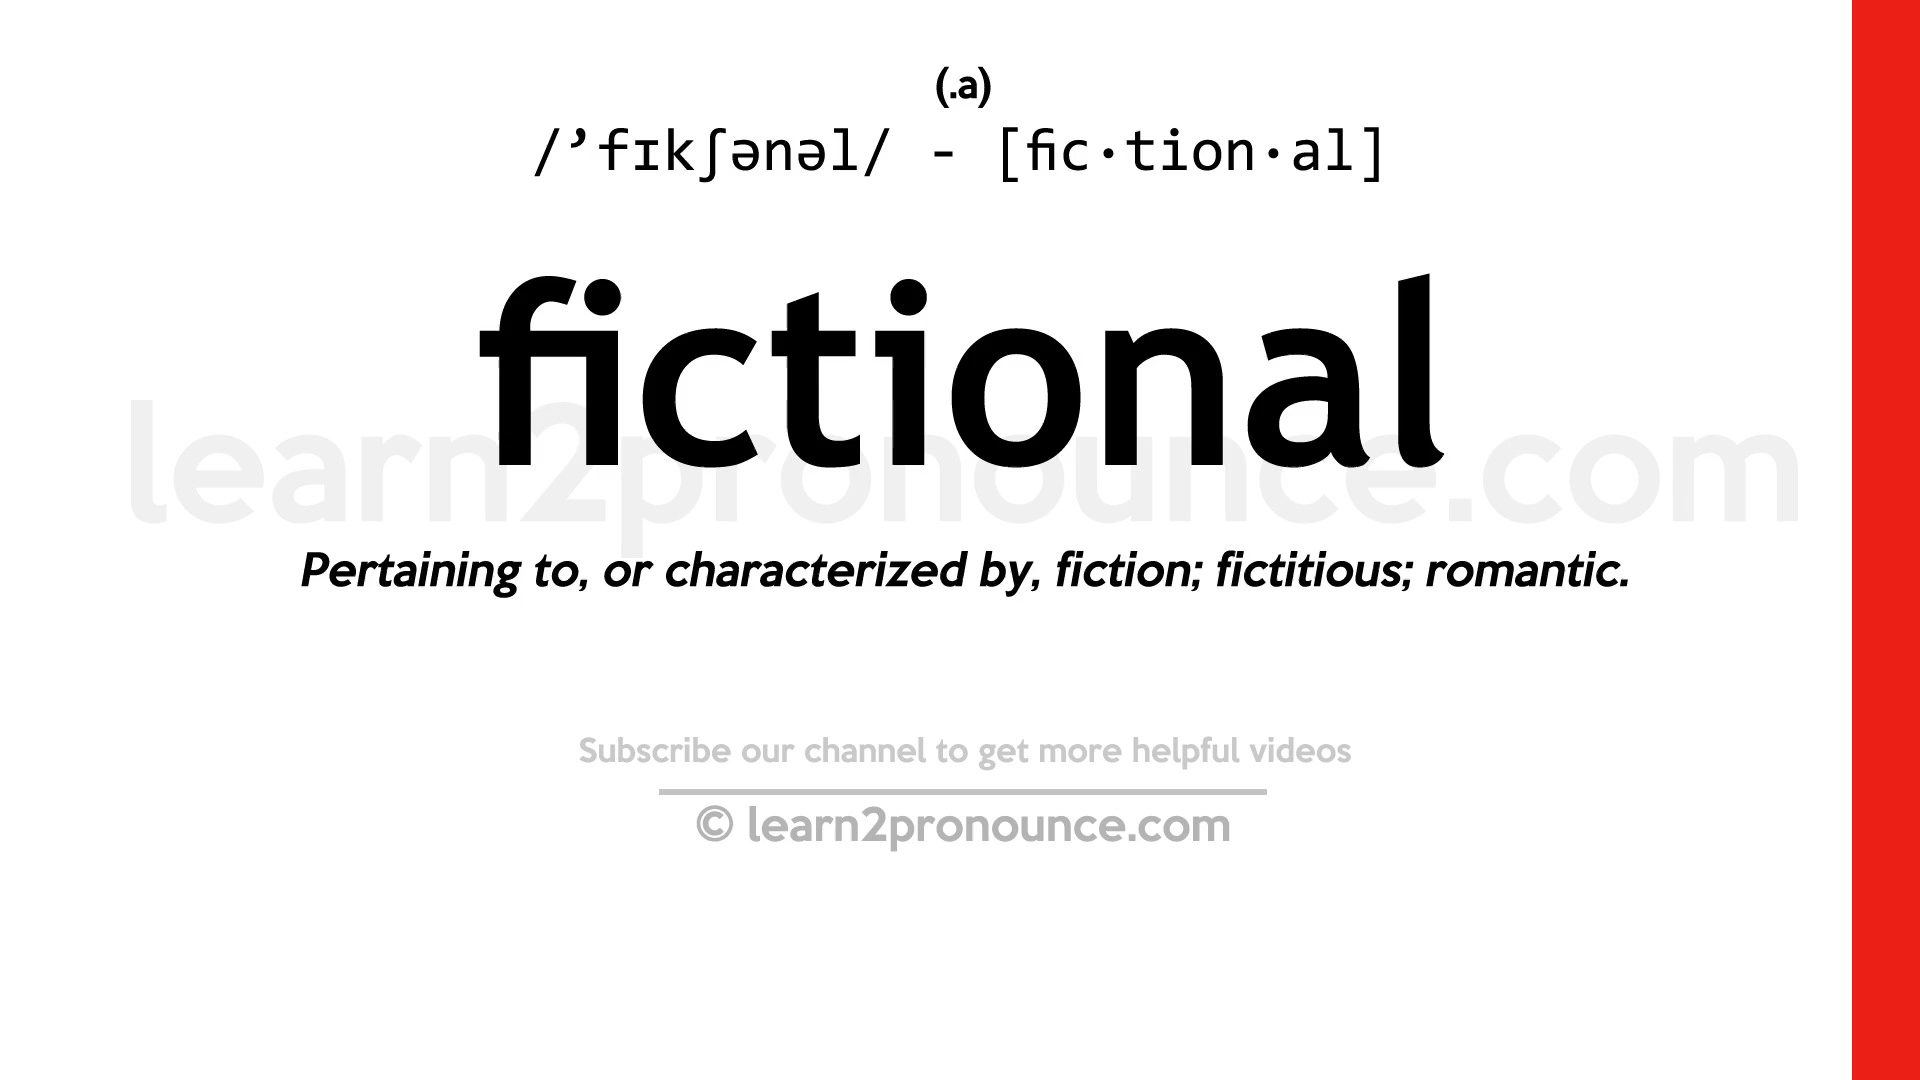 (.a)
/’fɪkʃənəl/ - [fic·tion·al]
fictional
learn2pronounce.com
Pertaining to, or characterized by, fiction; fictitious; romantic.
Subscribe our channel to get more helpful videos
© learn2pronounce.com